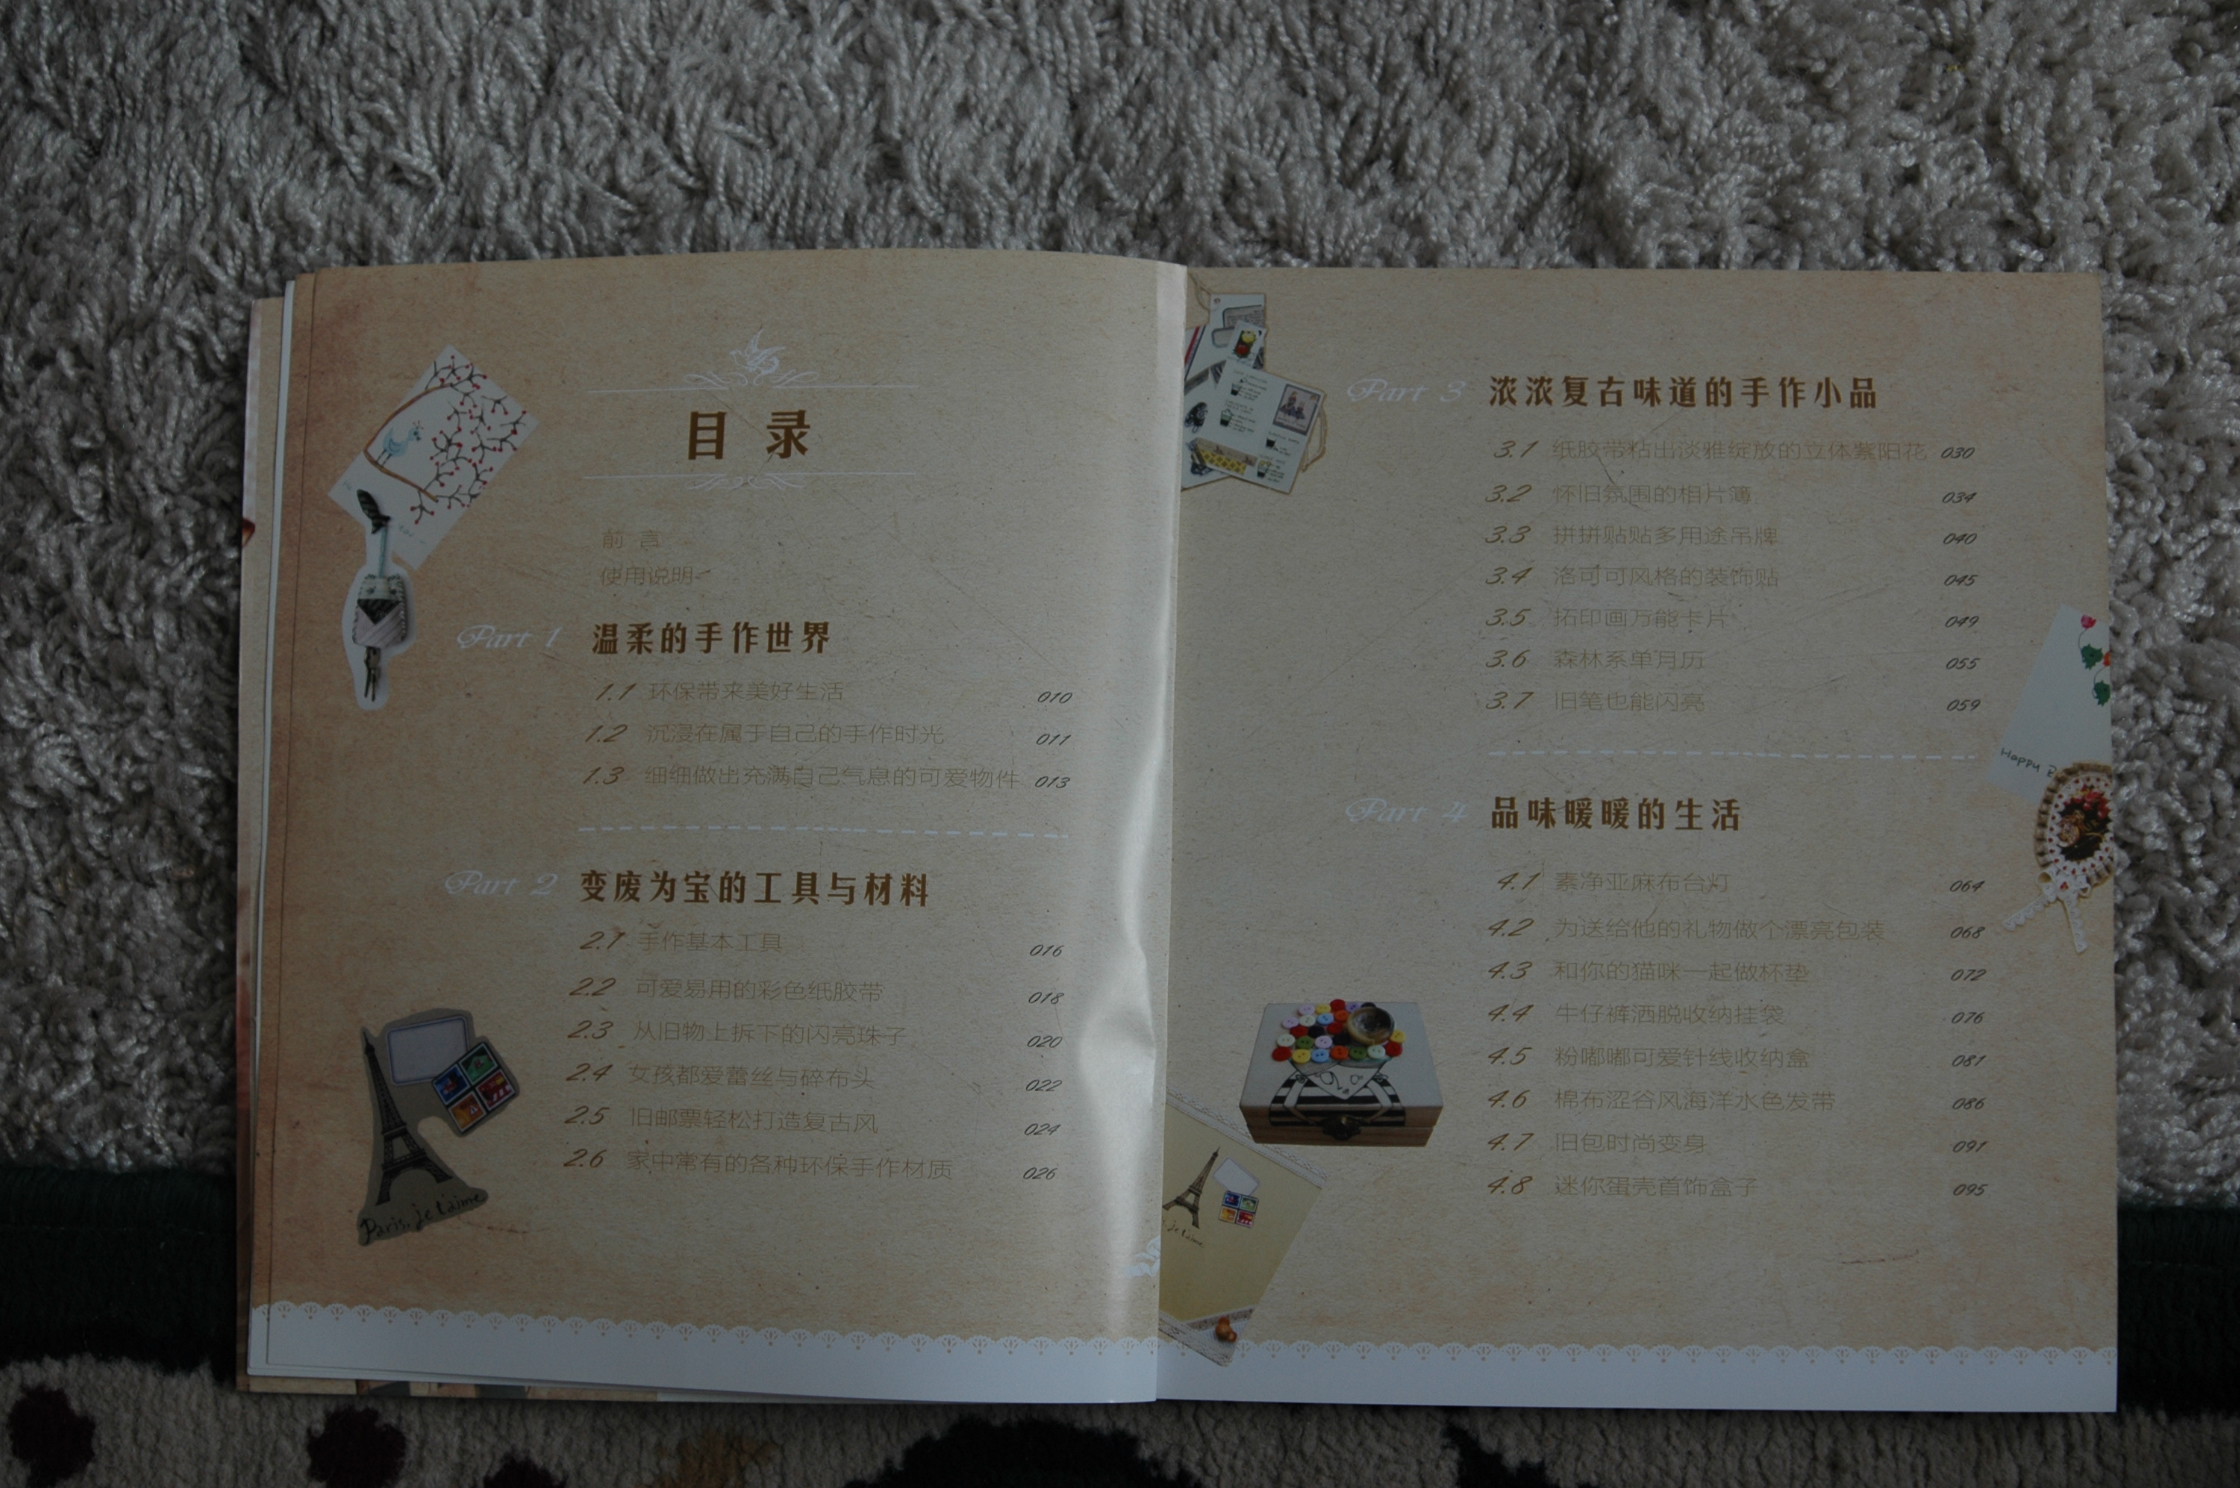 目 录
前 言
使用说明
Part 1 温柔的手作世界
1.1 环保带来美好生活 010
1.2 沉浸在属于自己的手作时光 011
1.3 细细做出充满自己气息的可爱物件 013
Part 2 变废为宝的工具与材料
2.1 手作基本工具 016
2.2 可爱易用的彩色纸胶带 018
2.3 从旧物上拆下的闪亮珠子 020
2.4 女孩都爱蕾丝与碎布头 022
2.5 旧邮票轻松打造复古风 024
2.6 家中常有的各种环保手作材质 026
Paris, je t'aime
Part 3 浓浓复古味道的手作小品
3.1 纸胶带粘出淡雅绽放的立体紫阳花 030
3.2 怀旧氛围的相片簿 034
3.3 拼拼贴贴多用途吊牌 040
3.4 洛可可风格的装饰贴 045
3.5 拓印画万能卡片 049
3.6 森林系单月历 055
3.7 旧笔也能闪亮 059
Happy
Part 4 品味暖暖的生活
4.1 素净亚麻布台灯 064
4.2 为送给他的礼物做个漂亮包装 068
4.3 和你的猫咪一起做杯垫 072
4.4 牛仔裤洒脱收纳挂袋 076
4.5 粉嘟嘟可爱针线收纳盒 081
4.6 棉布涩谷风海洋水色发带 086
4.7 旧包时尚变身 091
4.8 迷你蛋壳首饰盒子 095
je t'aime